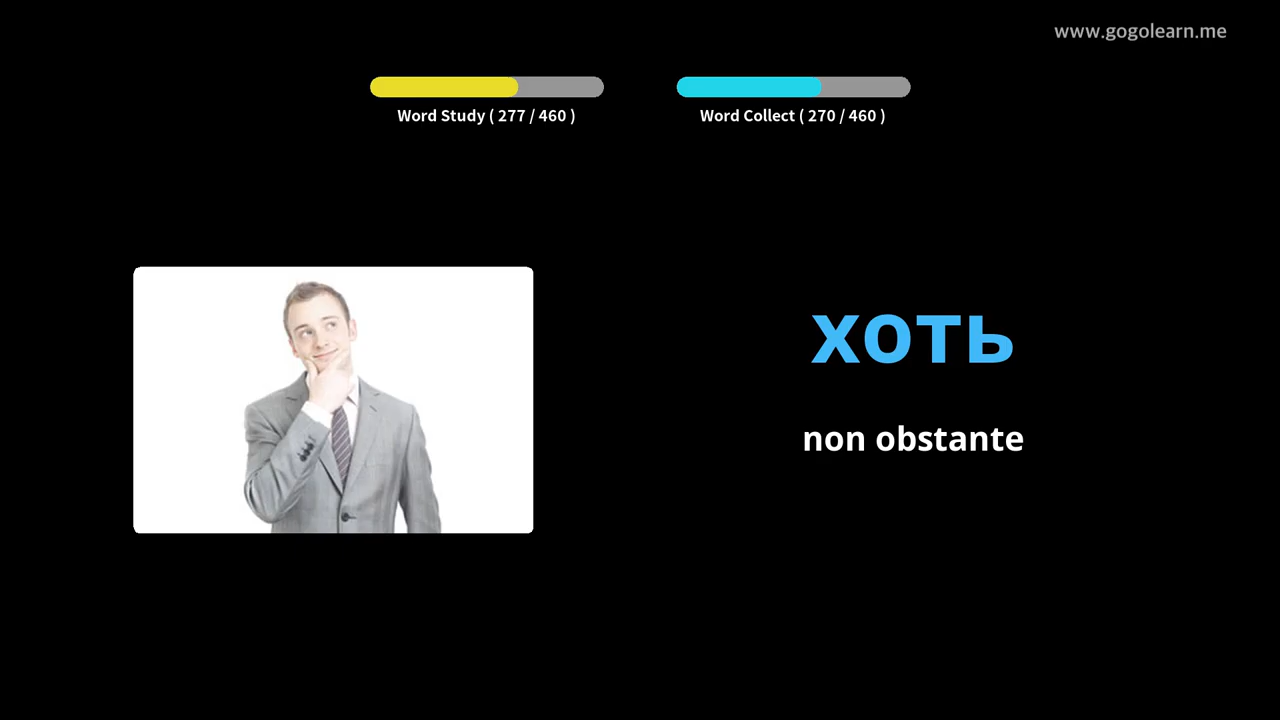 www.gogolearn.me
Word Study ( 277 / 460 )
Word Collect ( 270 / 460 )
хоть
non obstante